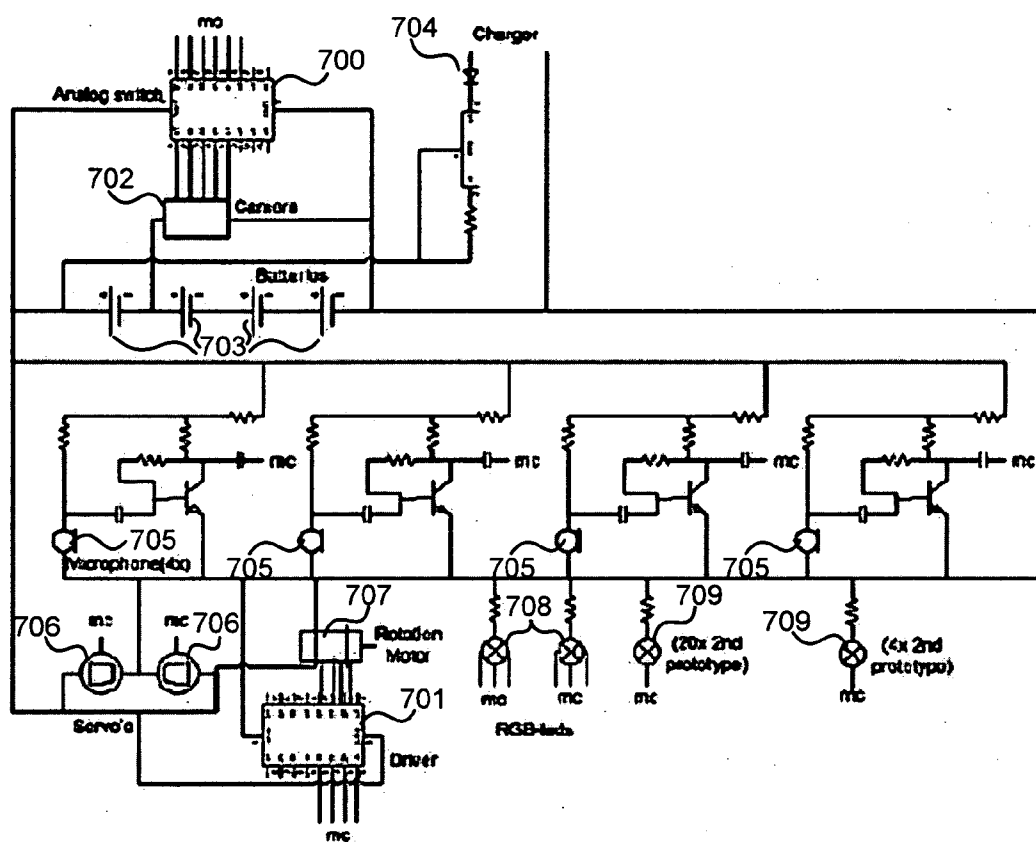 mc
Charger
704
700
Analog switch
702
Camera
Batteries
703
mc
mc
mc
mc
705
705
705
705
Microphone(4x)
707
708
709
706
mc
mc
706
Rotation
Motor
(20x 2nd
prototype)
709
(4x 2nd
prototype)
mc
mc
mc
mc
Servo's
701
RGB-leds
Driver
mc